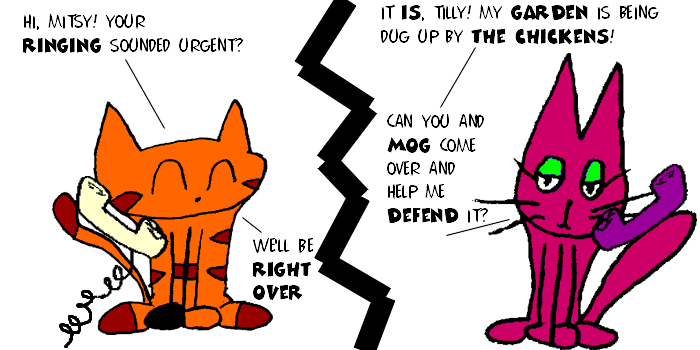 HI, MITSY! YOUR
RINGING SOUNDED URGENT?
IT IS, TILLY! MY GARDEN IS BEING
DUG UP BY THE CHICKENS!
CAN YOU AND
MOG COME
OVER AND
HELP ME
DEFEND IT?
WE'LL BE
RIGHT
OVER